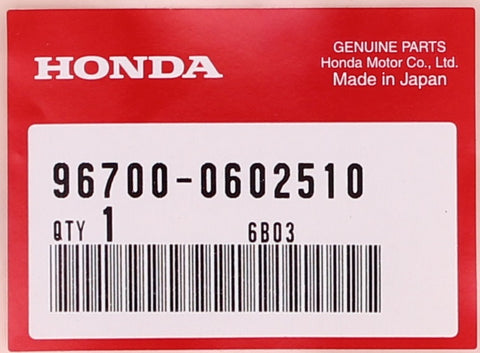 GENUINE PARTS
HONDA
Honda Motor Co., Ltd.
Made in Japan
96700-0602510
QTY 1 6B03